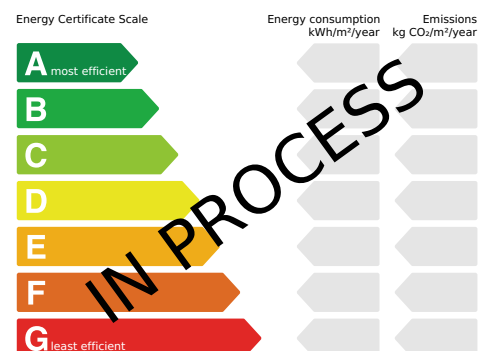 Energy Certificate Scale
Energy consumption
kWh/m²/year
Emissions
kg CO₂/m²/year
A most efficient
B
C
D
E
F
G least efficient
IN PROCESS